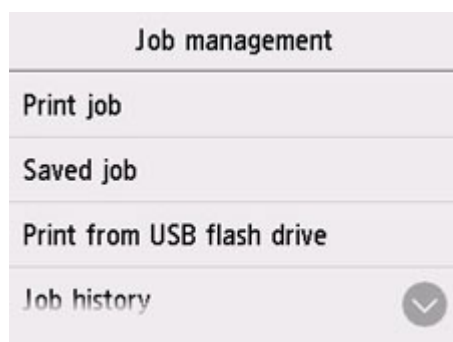 Job management
Print job
Saved job
Print from USB flash drive
Job history